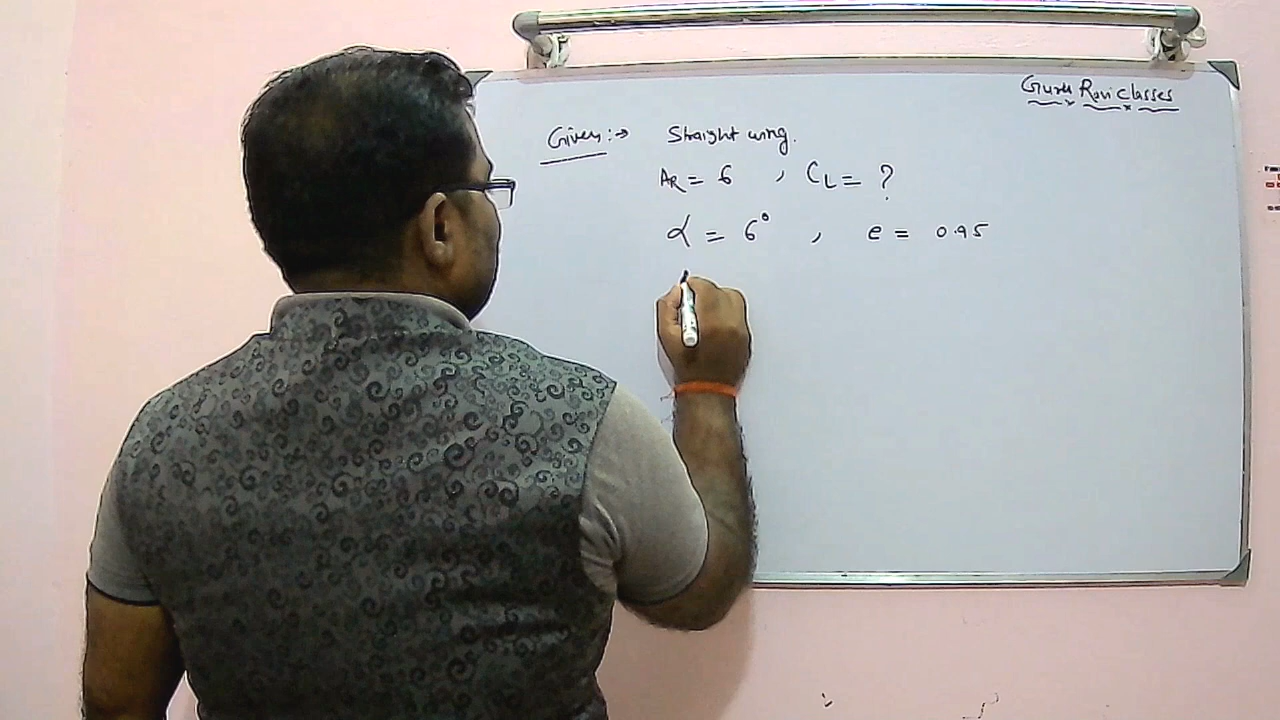 Guru Ravi classes
Given:→ Straight wing.
AR = 6 , CL = ?
α = 6° , e = 0.95